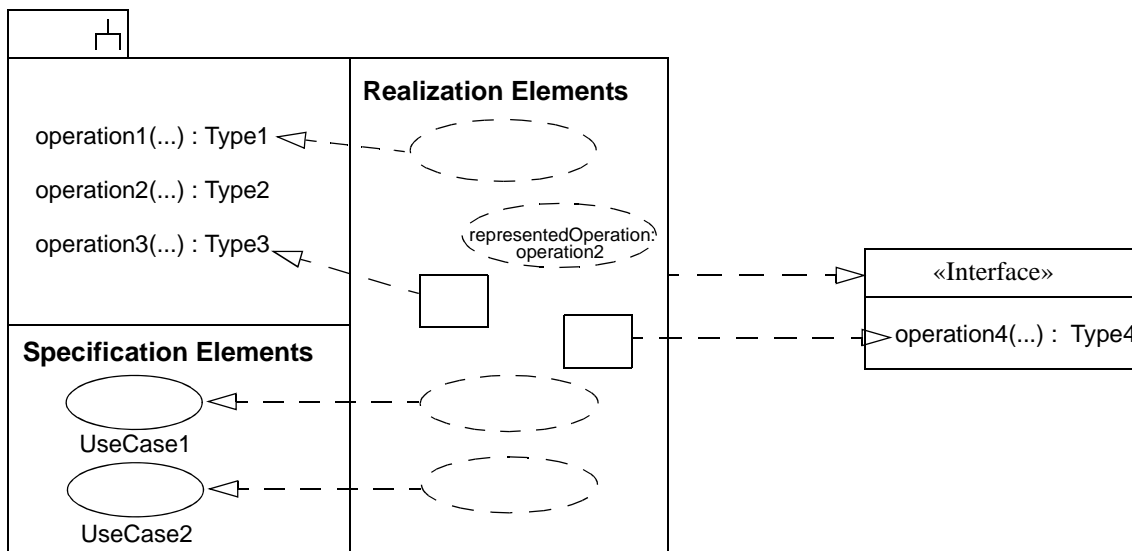 operation1(...) : Type1
operation2(...) : Type2
operation3(...) : Type3
Realization Elements
representedOperation:
operation2
«Interface»
operation4(...) : Type4
Specification Elements
UseCase1
UseCase2